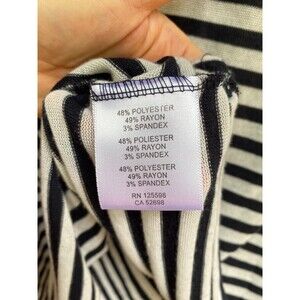 48% POLYESTER
49% RAYON
3% SPANDEX
48% POLIESTER
49% RAYON
3% SPANDEX
48% POLYESTER
49% RAYON
3% SPANDEX
RN 125598
CA 52698